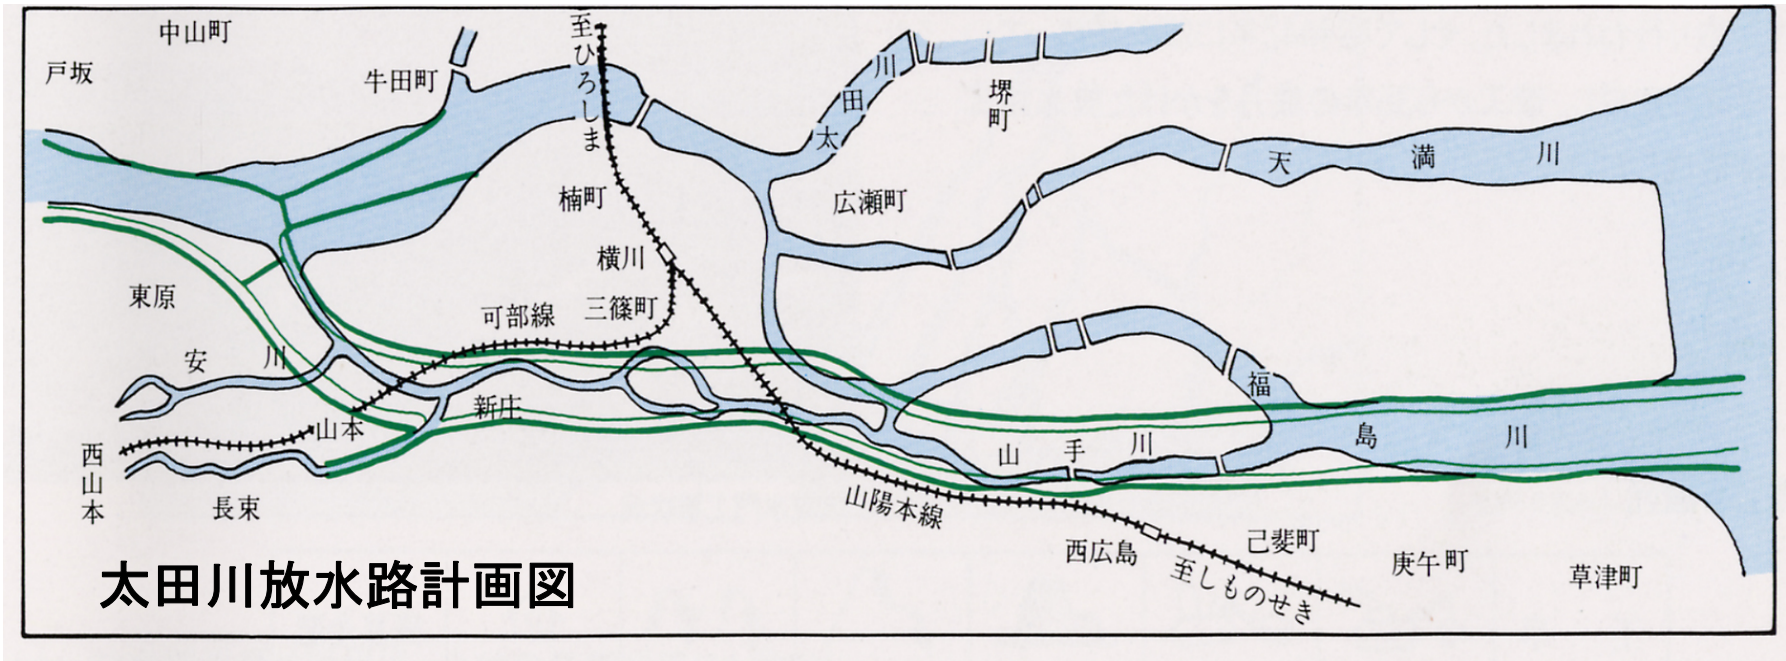 中山町
至ひろしま
戸坂
牛田町
太田川
堺町
天満川
楠町
広瀬町
横川
東原
三篠町
可部線
安川
福島川
新庄
山本
山手川
西山本
長束
山陽本線
西広島
己斐町
庚午町
草津町
至しものせき
太田川放水路計画図